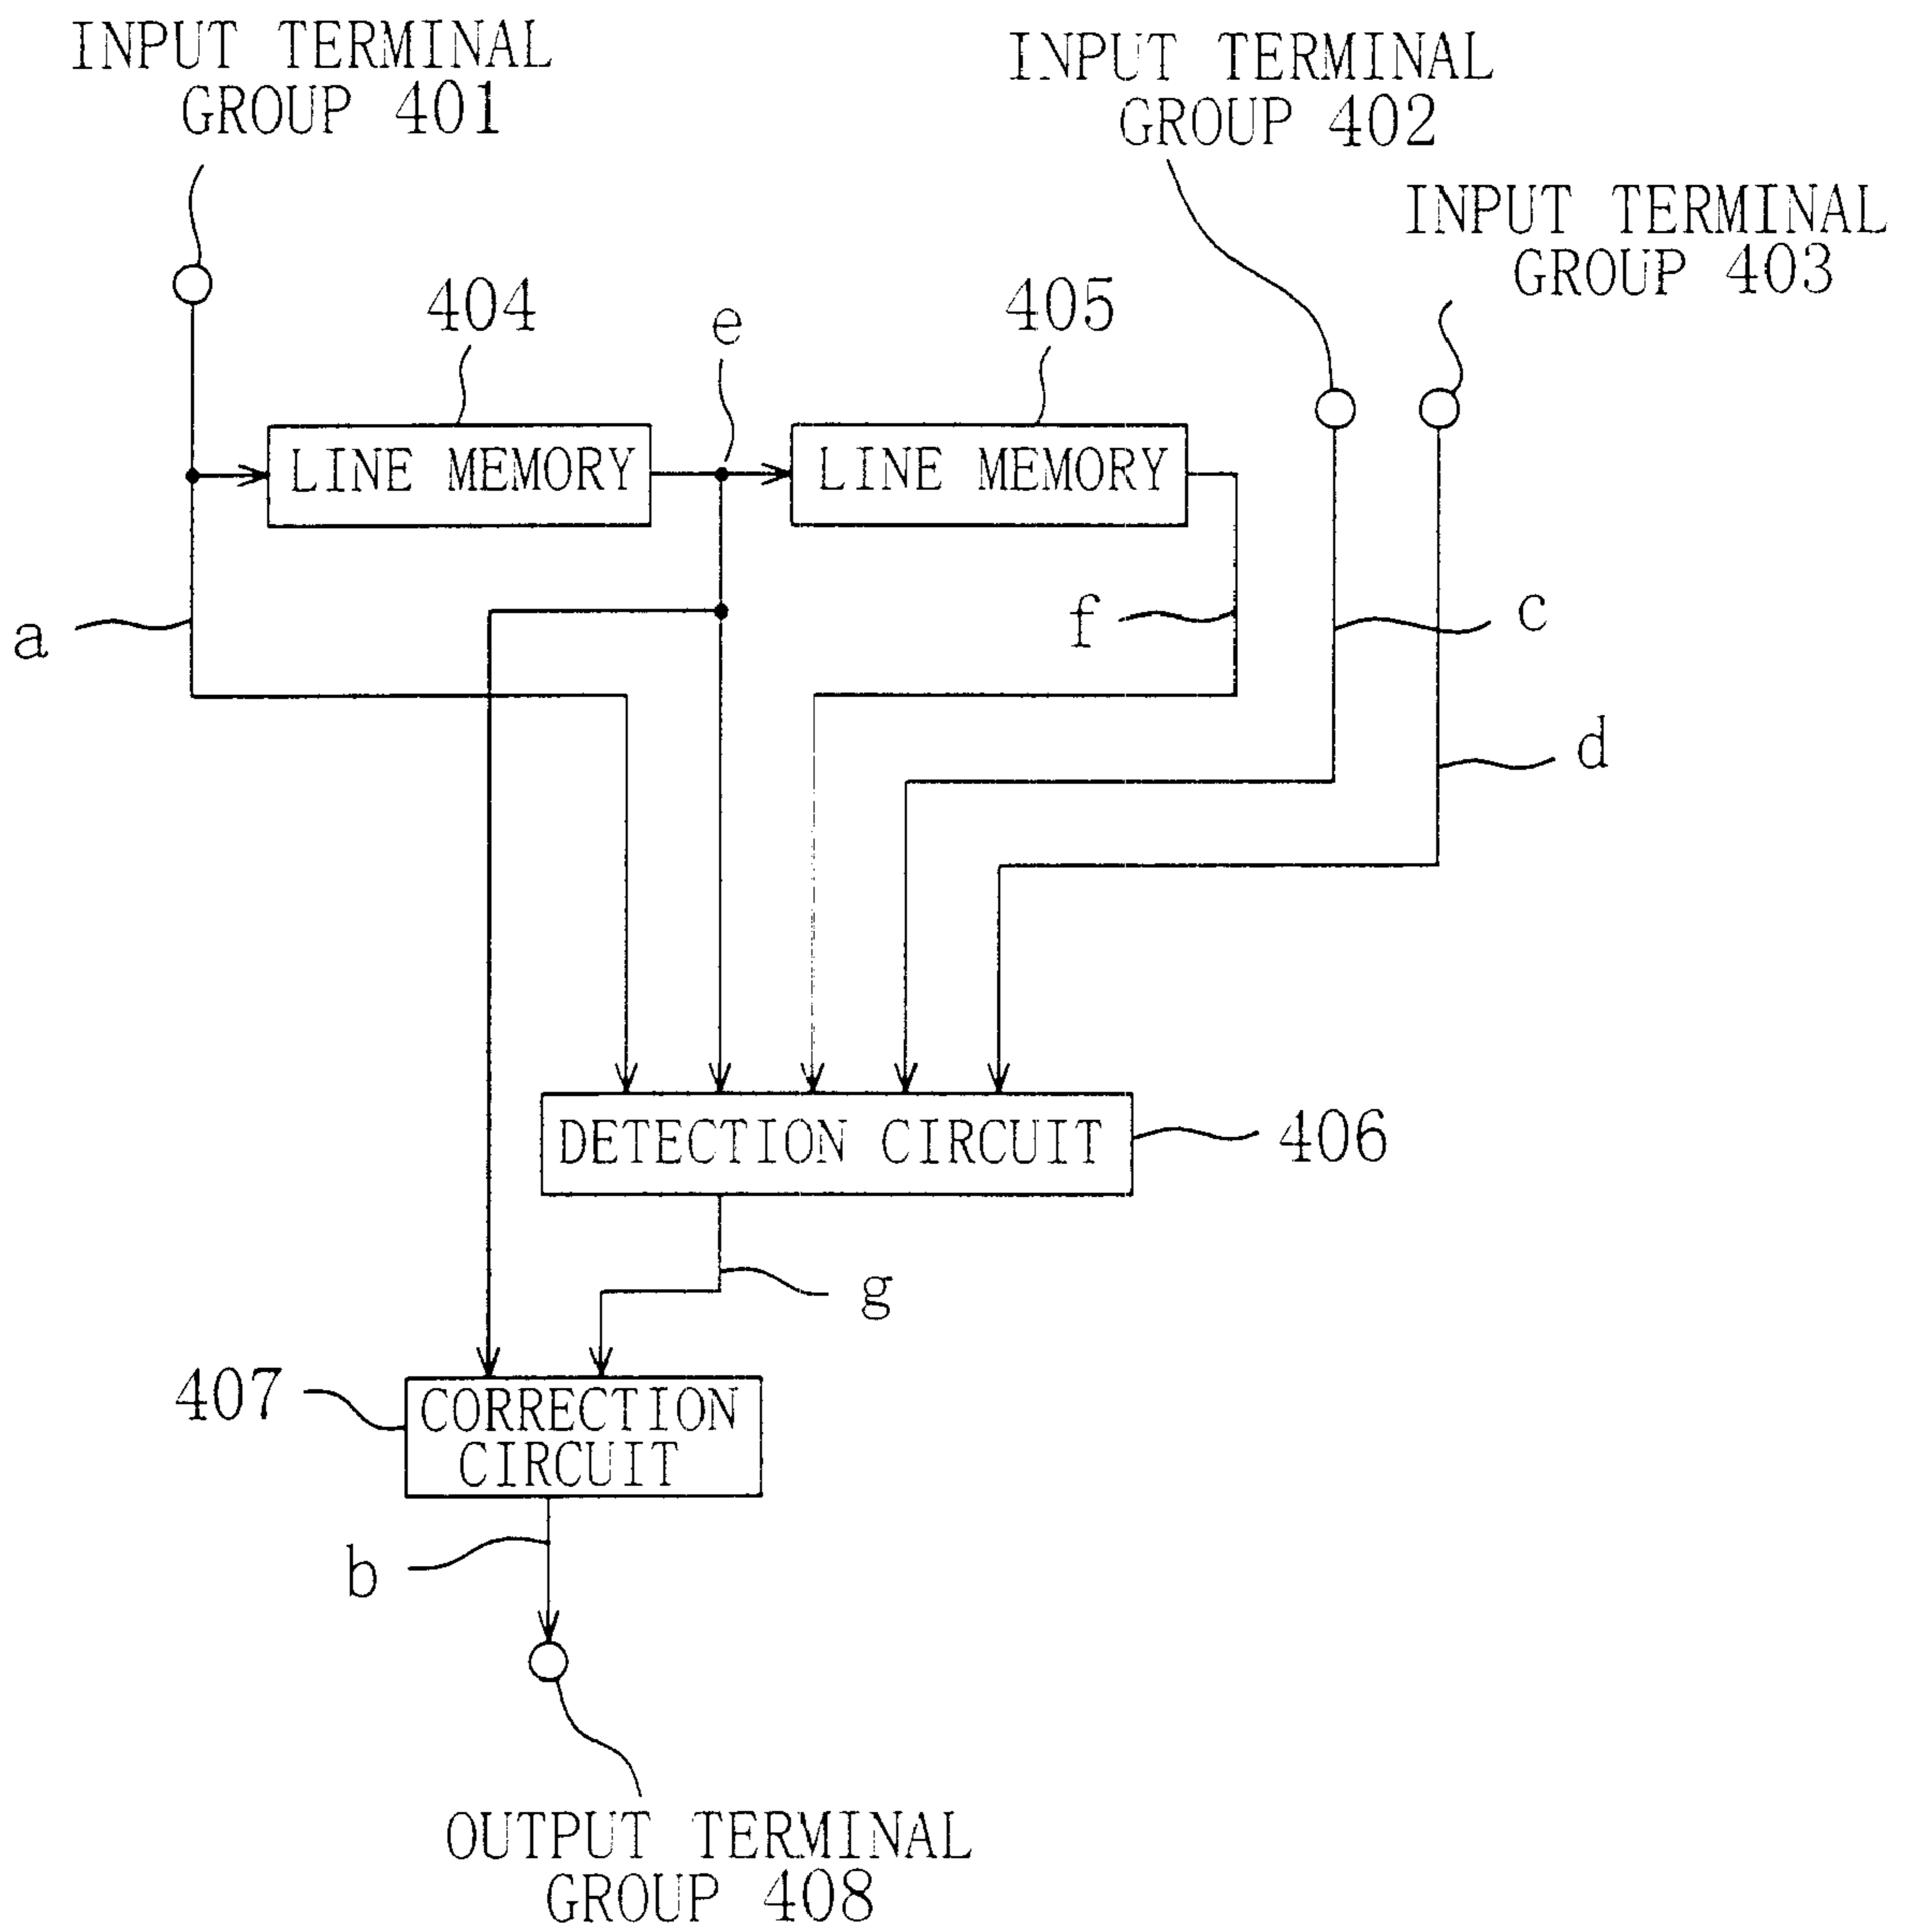 INPUT TERMINAL
GROUP 401
INPUT TERMINAL
GROUP 402
INPUT TERMINAL
GROUP 403
404
e
405
LINE MEMORY
LINE MEMORY
a
f
c
d
DETECTION CIRCUIT
406
g
407
CORRECTION
CIRCUIT
b
OUTPUT TERMINAL
GROUP 408